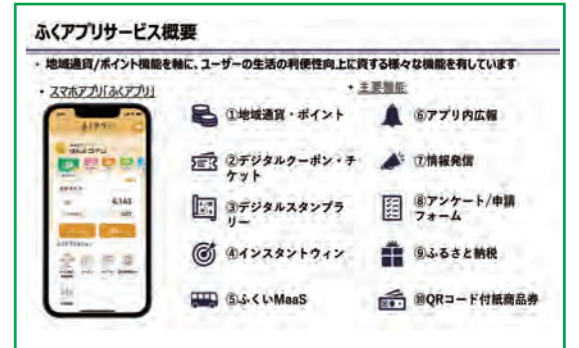 ふくアプリサービス概要
・ 地域通貨/ポイント機能を軸に、ユーザーの生活の利便性向上に資する様々な機能を有しています
・ スマホアプリ「ふくアプリ」
・ 主要機能
ふくアプリ
4,143
①地域通貨・ポイント
②デジタルクーポン・チ
ケット
③デジタルスタンプラ
リー
④インスタントウィン
⑤ふくいMaaS
⑥アプリ内広報
⑦情報発信
⑧アンケート/申請
フォーム
⑨ふるさと納税
⑩QRコード付紙商品券